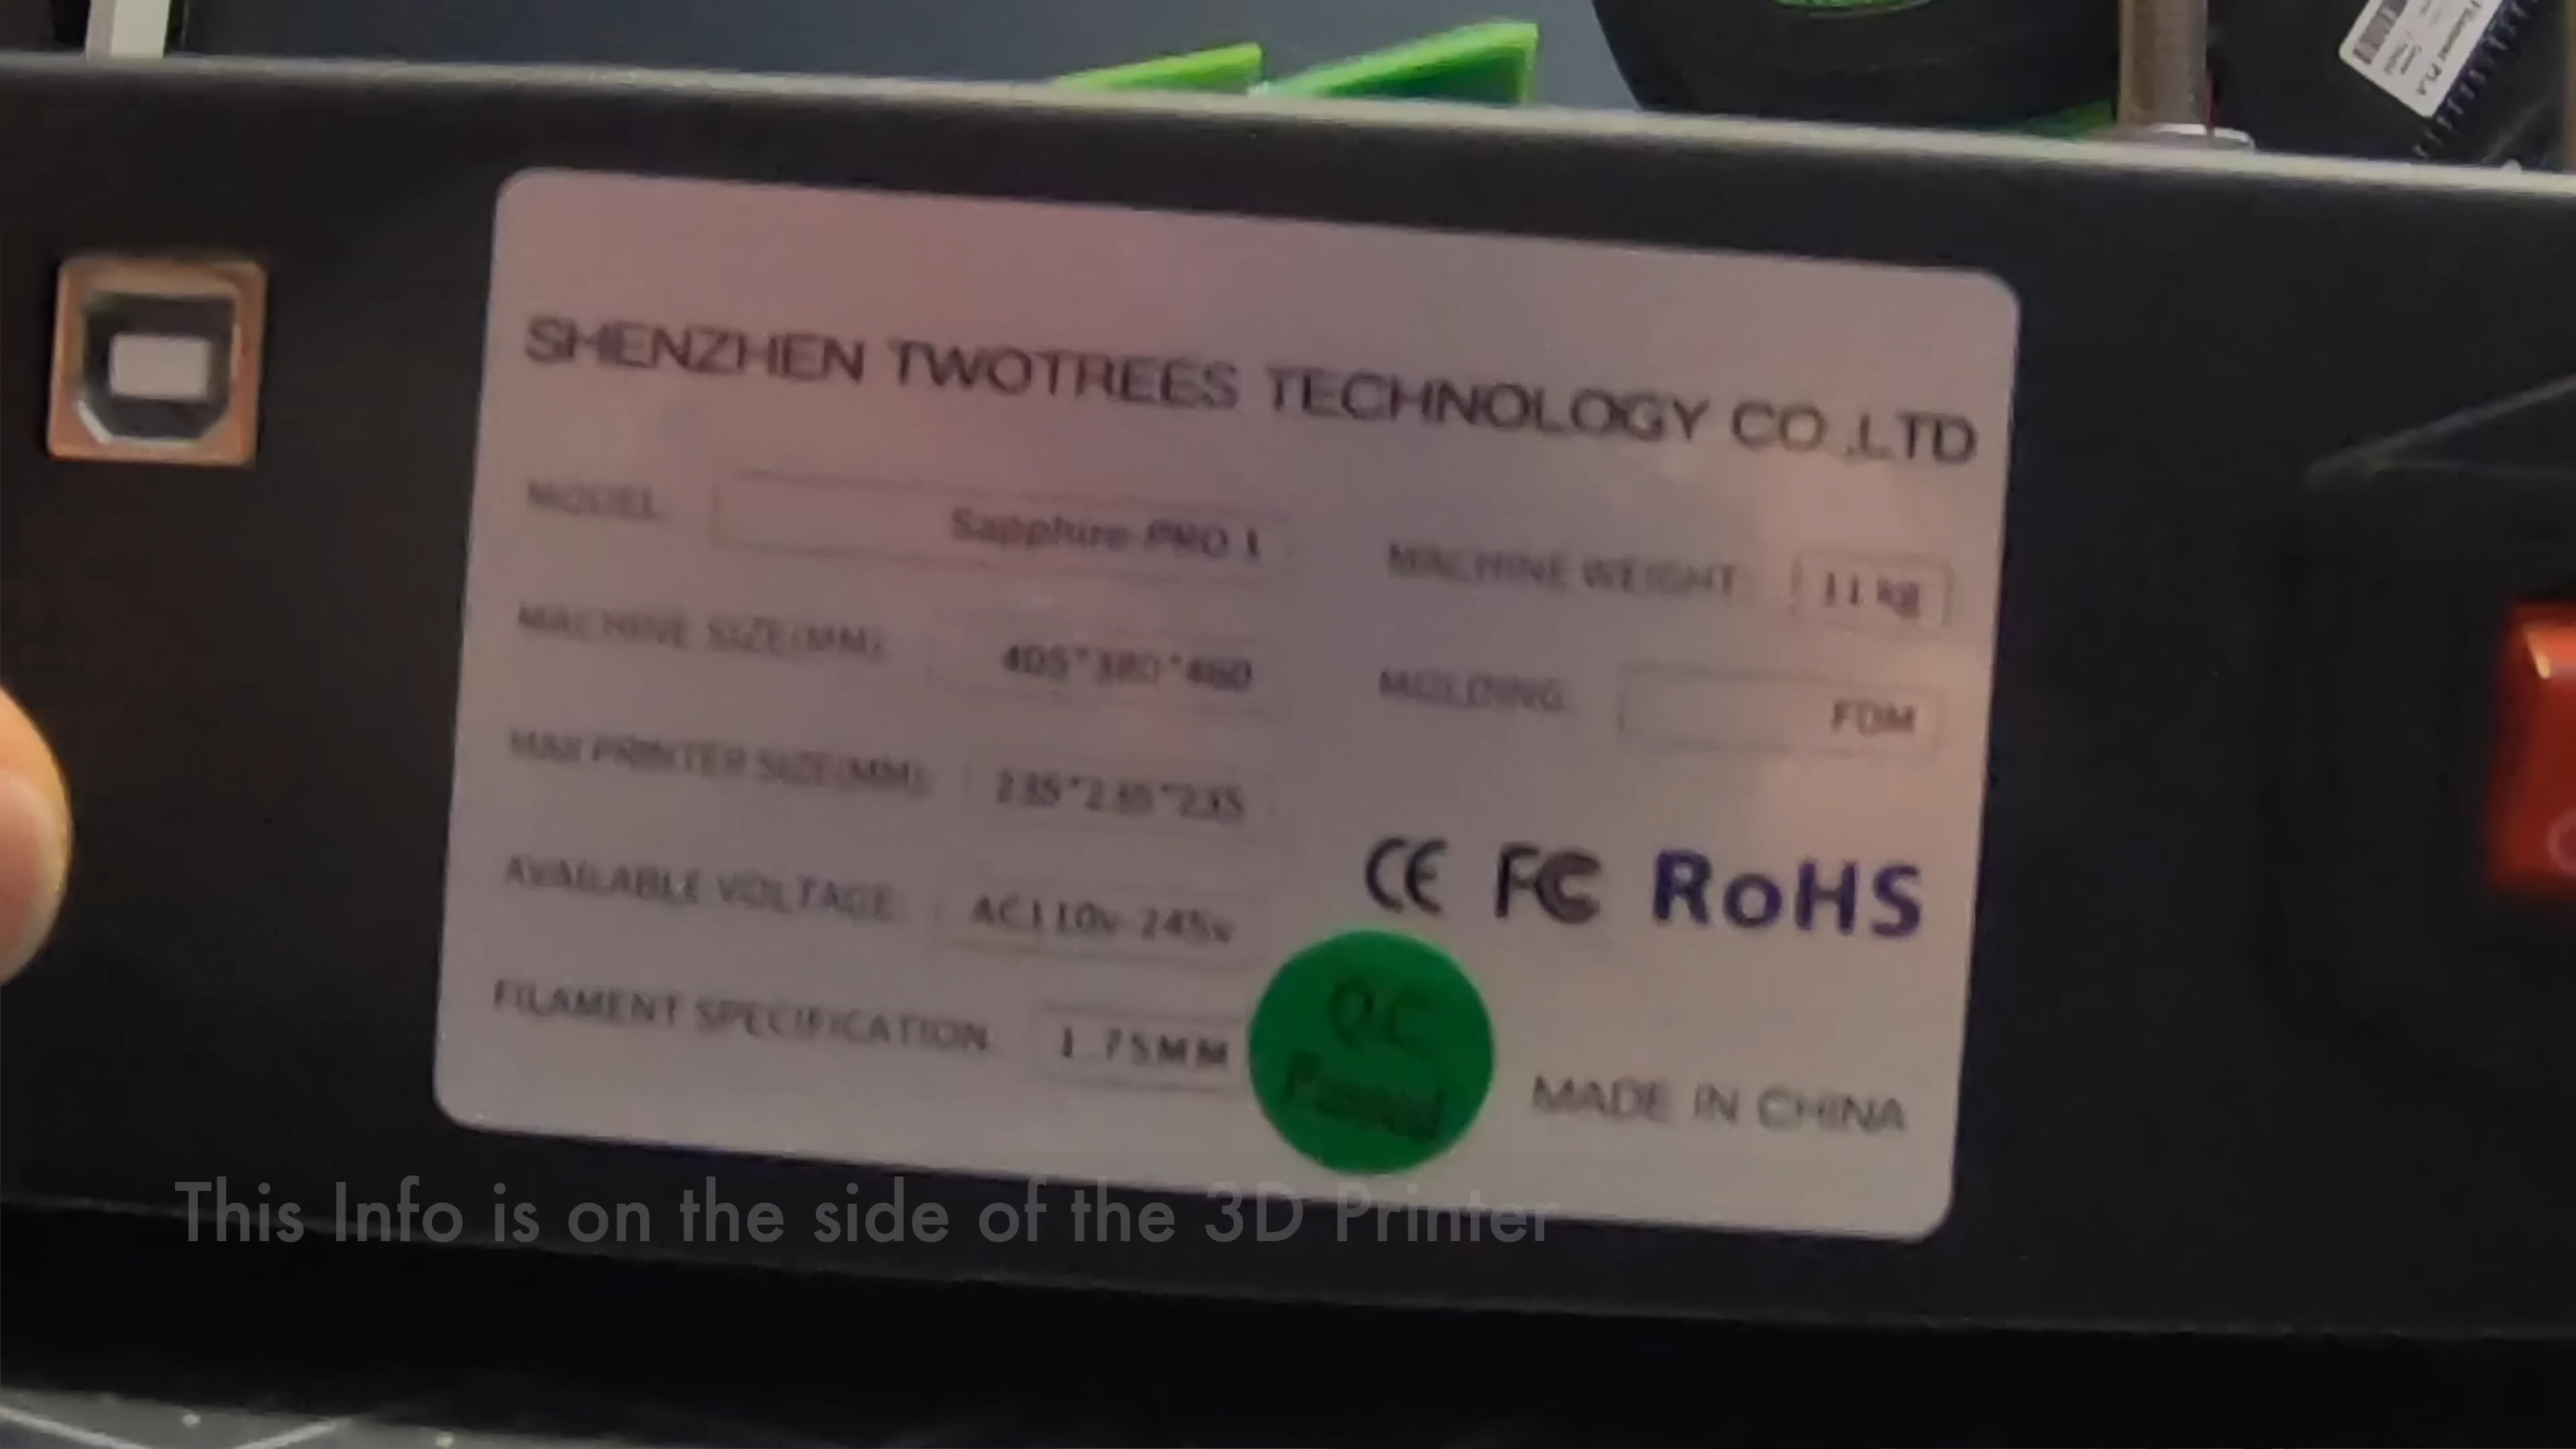 SHENZHEN TWOTREES TECHNOLOGY CO.,LTD
MODEL: Sapphire PRO 1
MACHINE WEIGHT: 11 kg
MACHINE SIZE(MM): 405*380*460
MOLDING: FDM
MAX PRINTER SIZE(MM): 235*235*235
AVAILABLE VOLTAGE: AC110v-245v
CE FC RoHS
FILAMENT SPECIFICATION: 1.75MM
Q.C
Passed
MADE IN CHINA
This Info is on the side of the 3D Printer